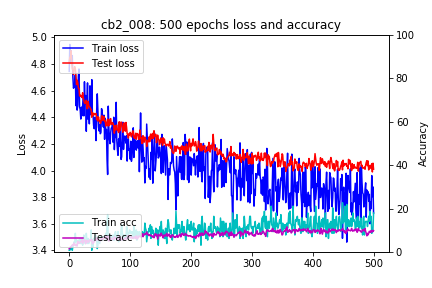 cb2_008: 500 epochs loss and accuracy
5.0
4.8
4.6
4.4
4.2
4.0
3.8
3.6
3.4
Loss
Train loss
Test loss
Train acc
Test acc
100
80
60
40
20
0
Accuracy
0 100 200 300 400 500